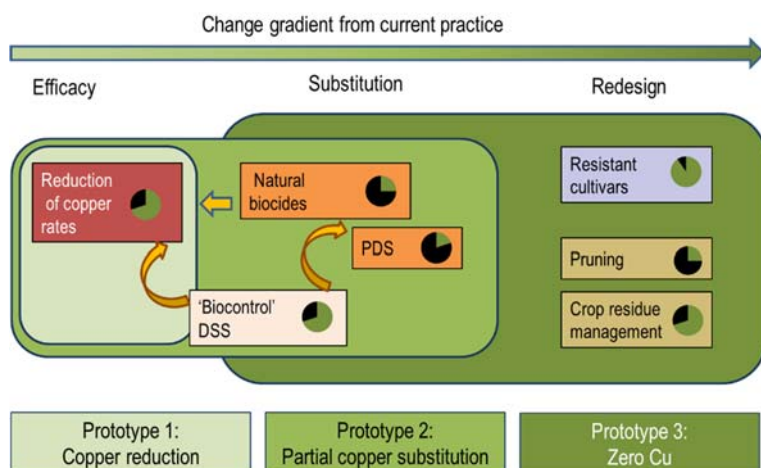 Change gradient from current practice
Efficacy
Substitution
Redesign
Reduction
of copper
rates
Natural
biocides
PDS
'Biocontrol'
DSS
Resistant
cultivars
Pruning
Crop residue
management
Prototype 1:
Copper reduction
Prototype 2:
Partial copper substitution
Prototype 3:
Zero Cu